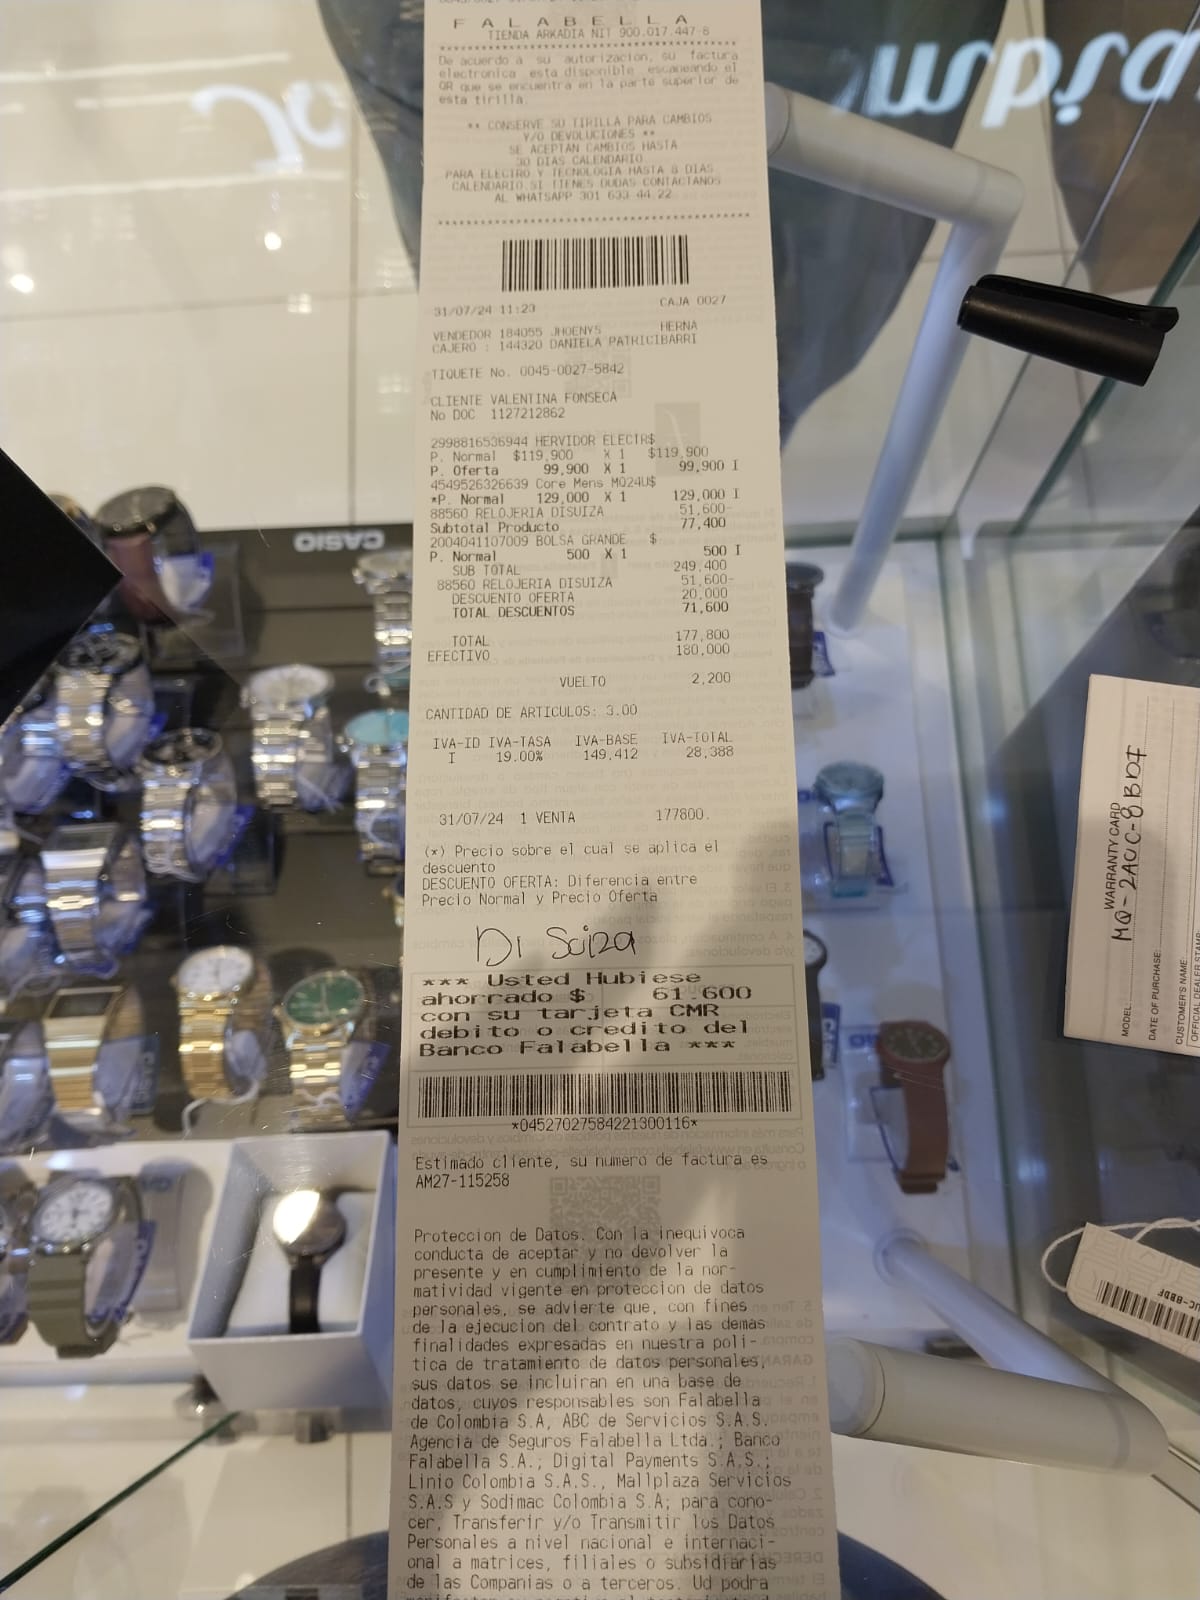 F A L A B E L L A
TIENDA ARKADIA NIT 900.017.447-8
De acuerdo a su autorizacion, su factura
electronica esta disponible escaneando el
QR que se encuentra en la parte superior de
esta tirilla.
** CONSERVE SU TIRILLA PARA CAMBIOS
Y/O DEVOLUCIONES **
SE ACEPTAN CAMBIOS HASTA
30 DIAS CALENDARIO
PARA ELECTRO Y TECNOLOGIA HASTA 8 DIAS
CALENDARIO.SI TIENES DUDAS CONTACTANOS
AL WHATSAPP 301 633 44 22
31/07/24 11:23 CAJA 0027
VENDEDOR 184055 JHOENYS HERNA
CAJERO : 144320 DANIELA PATRICIBARRI
TIQUETE No. 0045-0027-5842
CLIENTE VALENTINA FONSECA
No DOC 1127212862
2998816536944 HERVIDOR ELECTR$
P. Normal $119,900 X 1 $119,900
P. Oferta 99,900 X 1 99,900 I
4549526326639 Core Mens MQ24U$
*P. Normal 129,000 X 1 129,000 I
88560 RELOJERIA DISUIZA 51,600-
Subtotal Producto 77,400
2004041107009 BOLSA GRANDE $
P. Normal 500 X 1 500 I
SUB TOTAL 249,400
88560 RELOJERIA DISUIZA 51,600-
DESCUENTO OFERTA 20,000
TOTAL DESCUENTOS 71,600
TOTAL 177,800
EFECTIVO 180,000
VUELTO 2,200
CANTIDAD DE ARTICULOS: 3.00
IVA-ID IVA-TASA IVA-BASE IVA-TOTAL
I 19.00% 149,412 28,388
31/07/24 1 VENTA 177800.
(*) Precio sobre el cual se aplica el
descuento
DESCUENTO OFERTA: Diferencia entre
Precio Normal y Precio Oferta
Di Suiza
*** Usted Hubiese
ahorrado $ 61.600
con su tarjeta CMR
debito o credito del
Banco Falabella ***
*04527027584221300116*
Estimado cliente, su numero de factura es
AM27-115258
Proteccion de Datos. Con la inequivoca
conducta de aceptar y no devolver la
presente y en cumplimiento de la nor-
matividad vigente en proteccion de datos
personales, se advierte que, con fines
de la ejecucion del contrato y las demas
finalidades expresadas en nuestra poli-
tica de tratamiento de datos personales,
sus datos se incluiran en una base de
datos, cuyos responsables son Falabella
de Colombia S.A, ABC de Servicios S.A.S.
Agencia de Seguros Falabella Ltda.; Banco
Falabella S.A.; Digital Payments S.A.S.;
Linio Colombia S.A.S., Mallplaza Servicios
S.A.S y Sodimac Colombia S.A; para cono-
cer, Transferir y/o Transmitir los Datos
Personales a nivel nacional e internaci-
onal a matrices, filiales o subsidiarias
de las Companias o a terceros. Ud podra
CASIO
WARRANTY CARD
MODEL: MQ-2AUC-8BDF
DATE OF PURCHASE:
CUSTOMER'S NAME:
OFFICIAL DEALER STAMP:
UC-8BDF